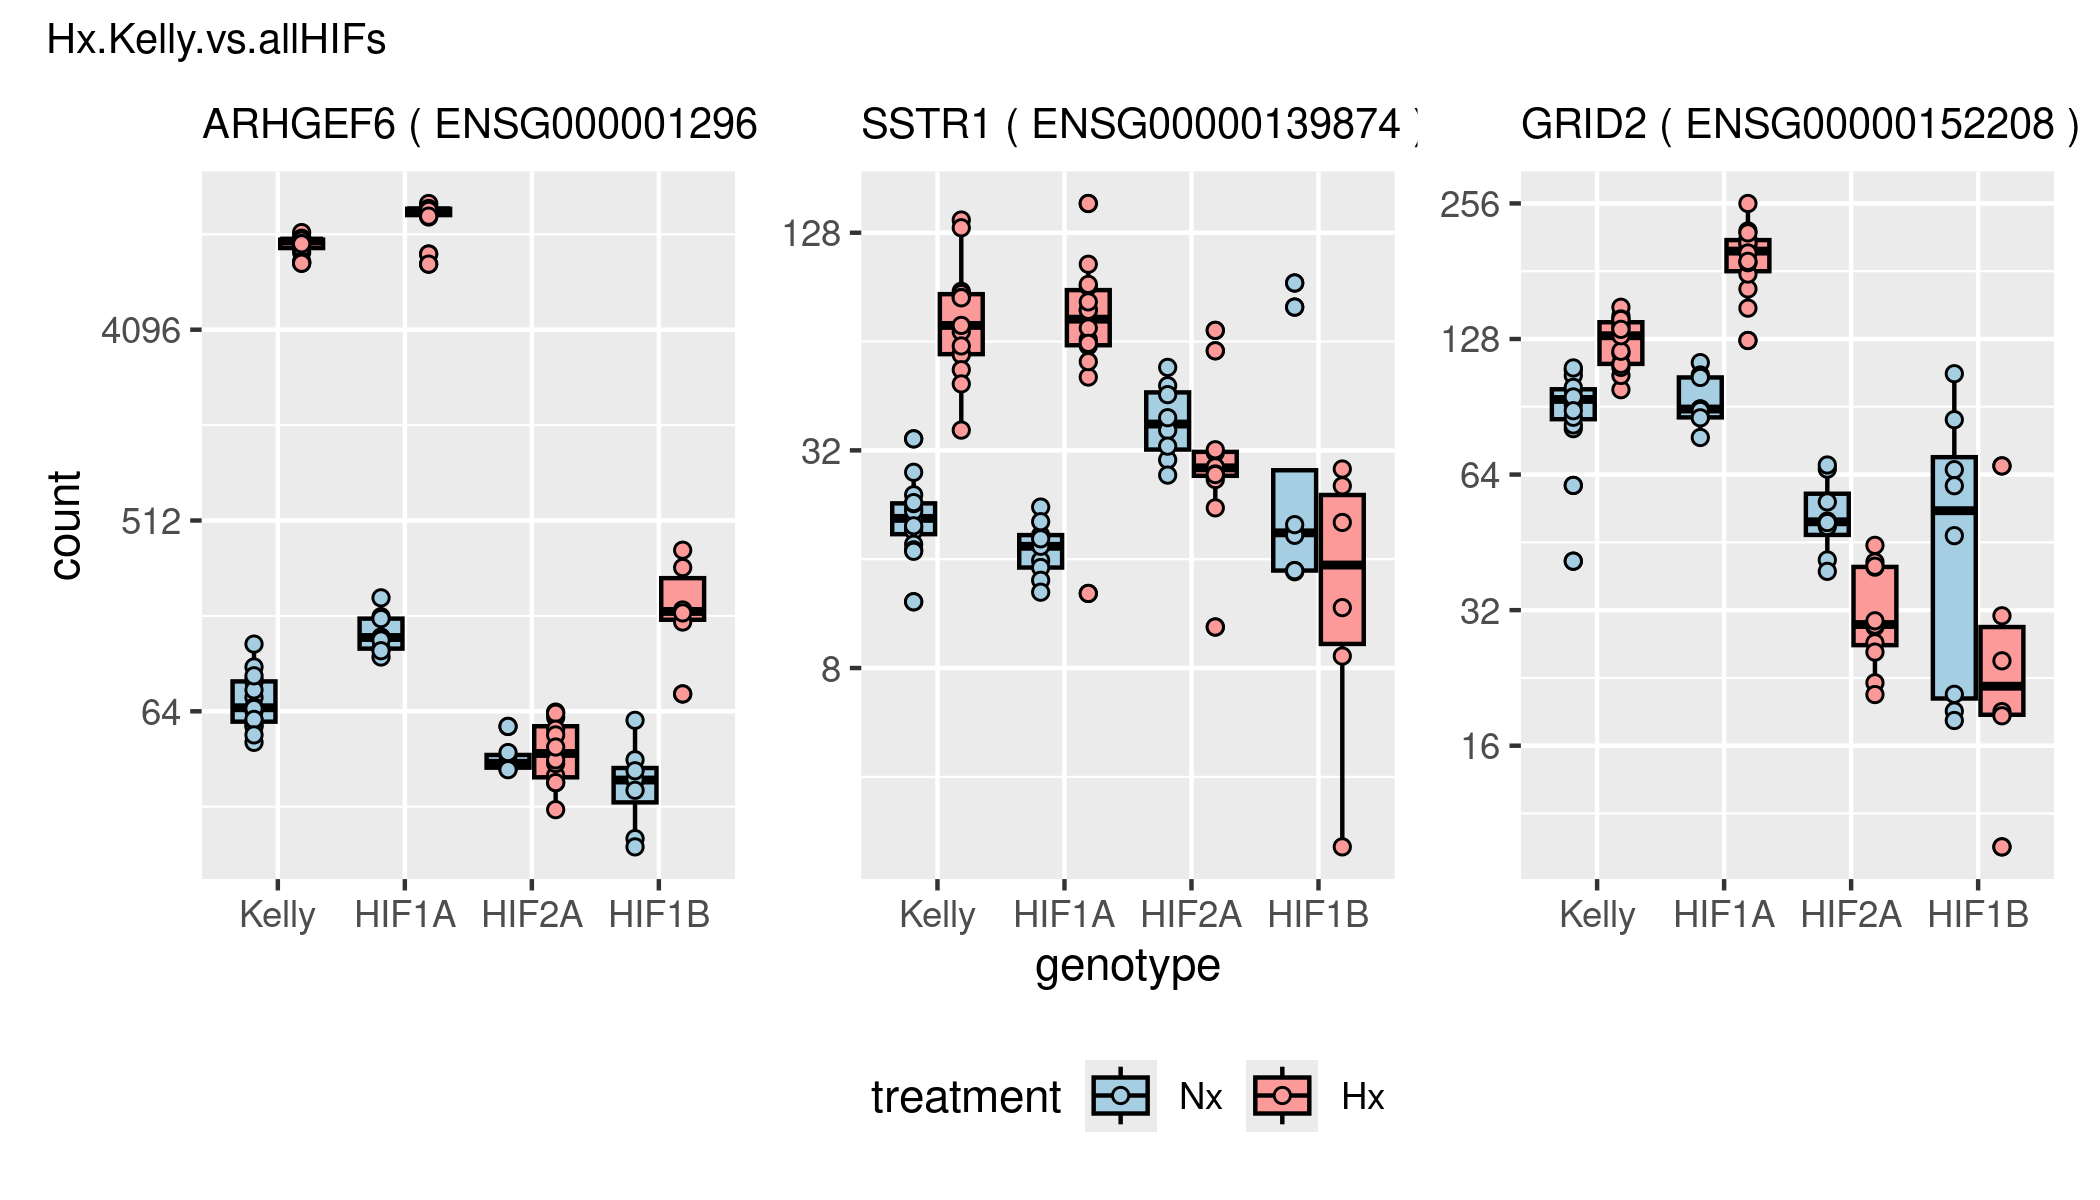 Hx.Kelly.vs.allHIFs
ARHGEF6 ( ENSG000001296
SSTR1 ( ENSG00000139874 )
GRID2 ( ENSG00000152208 )
count
4096
512
64
128
32
8
256
128
64
32
16
Kelly HIF1A HIF2A HIF1B
Kelly HIF1A HIF2A HIF1B
Kelly HIF1A HIF2A HIF1B
genotype
treatment Nx Hx